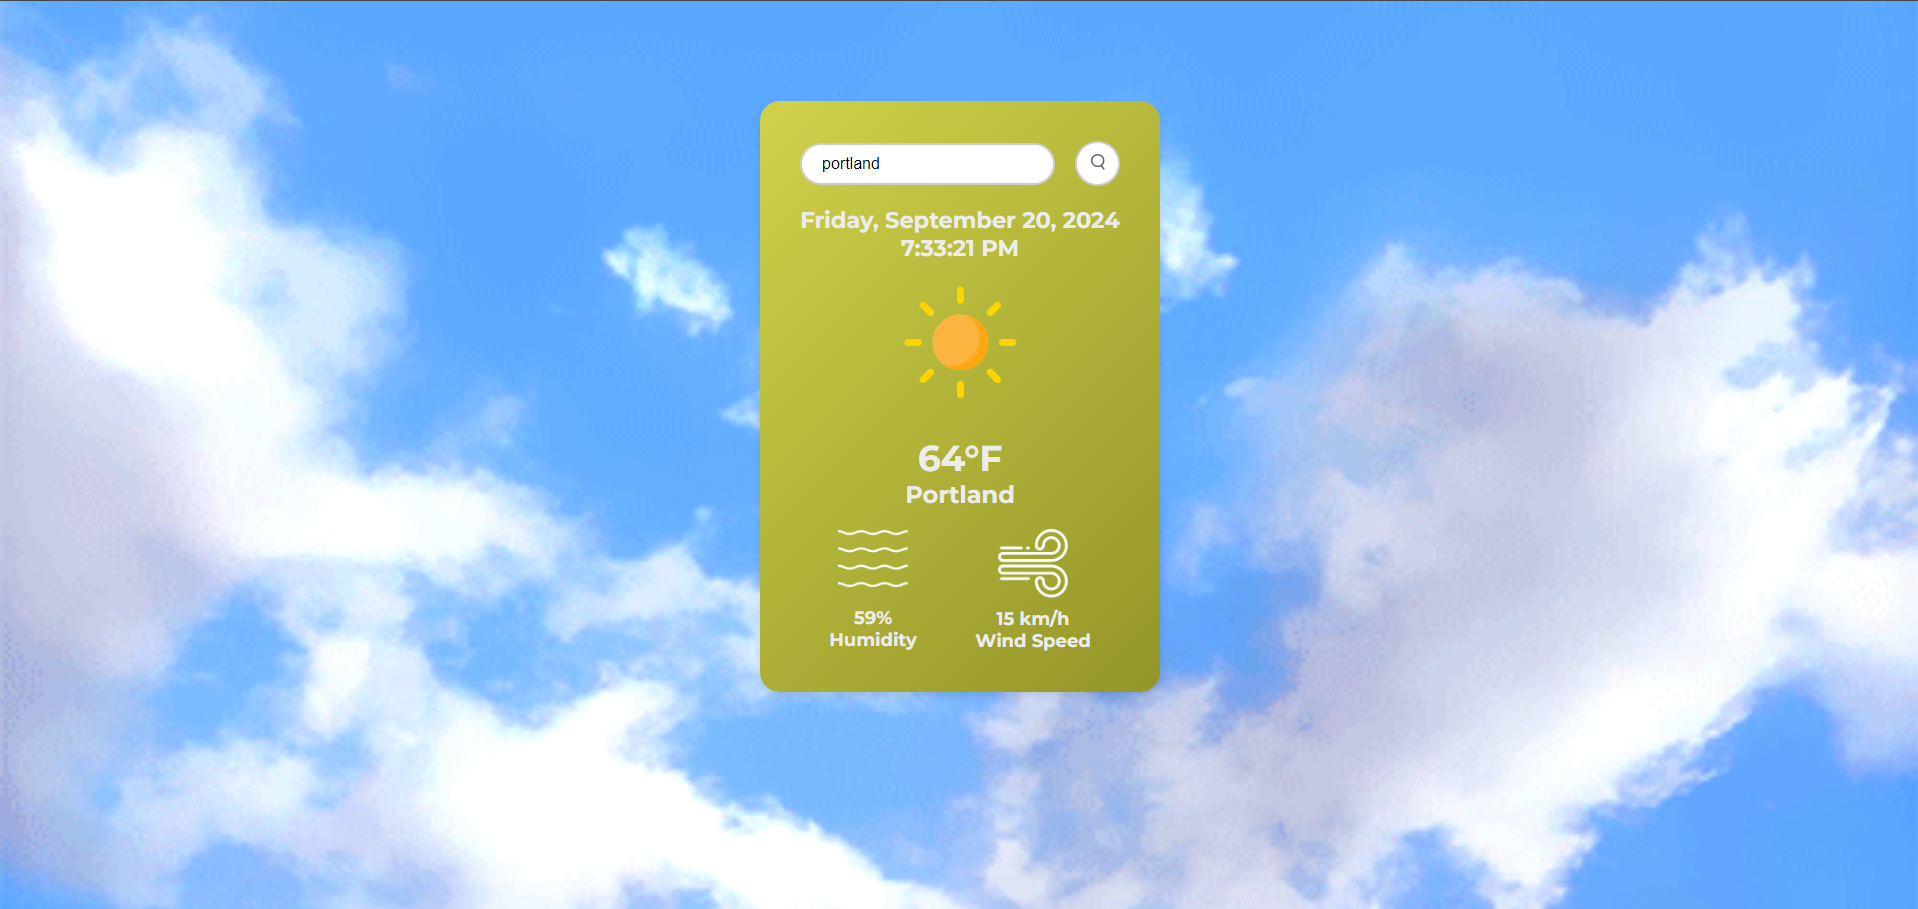 portland
Friday, September 20, 2024
7:33:21 PM
64°F
Portland
59%
Humidity
15 km/h
Wind Speed